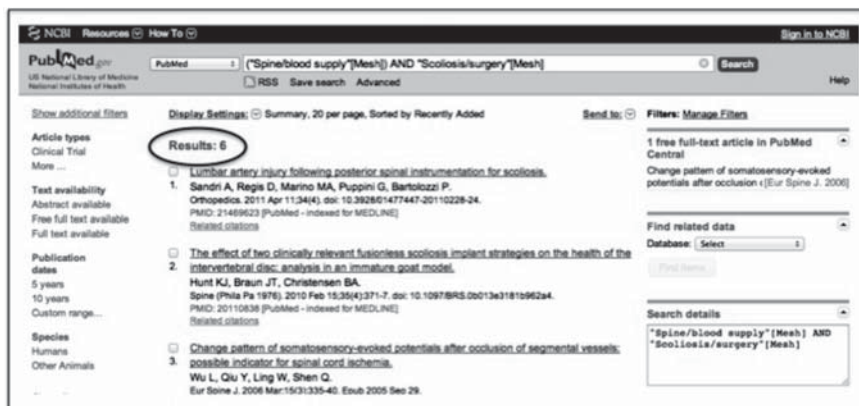 NCBI Resources How To Sign in to NCBI
PubMed.gov
US National Library of Medicine
National Institutes of Health
PubMed ("Spine/blood supply"[Mesh]) AND "Scoliosis/surgery"[Mesh] Search
RSS Save search Advanced Help
Show additional filters
Article types
Clinical Trial
More ...
Text availability
Abstract available
Free full text available
Full text available
Publication
dates
5 years
10 years
Custom range...
Species
Humans
Other Animals
Display Settings: Summary, 20 per page, Sorted by Recently Added Send to:
Results: 6
Lumbar artery injury following posterior spinal instrumentation for scoliosis.
1. Sandri A, Regis D, Marino MA, Puppini G, Bartolozzi P.
Orthopedics. 2011 Apr 11;34(4). doi: 10.3928/01477447-20110228-24.
PMID: 21469623 [PubMed - indexed for MEDLINE]
Related citations
The effect of two clinically relevant fusionless scoliosis implant strategies on the health of the
2. intervertebral disc: analysis in an immature goat model.
Hunt KJ, Braun JT, Christensen BA.
Spine (Phila Pa 1976). 2010 Feb 15;35(4):371-7. doi: 10.1097/BRS.0b013e3181b962a4.
PMID: 20110838 [PubMed - indexed for MEDLINE]
Related citations
Change pattern of somatosensory-evoked potentials after occlusion of segmental vessels:
3. possible indicator for spinal cord ischemia.
Wu L, Qiu Y, Ling W, Shen Q.
Eur Spine J. 2006 Mar;15(3):335-40. Epub 2005 Sep 29.
Filters: Manage Filters
1 free full-text article in PubMed
Central
Change pattern of somatosensory-evoked
potentials after occlusion [Eur Spine J. 2006]
Find related data
Database: Select
Find items
Search details
"Spine/blood supply"[Mesh] AND
"Scoliosis/surgery"[Mesh]